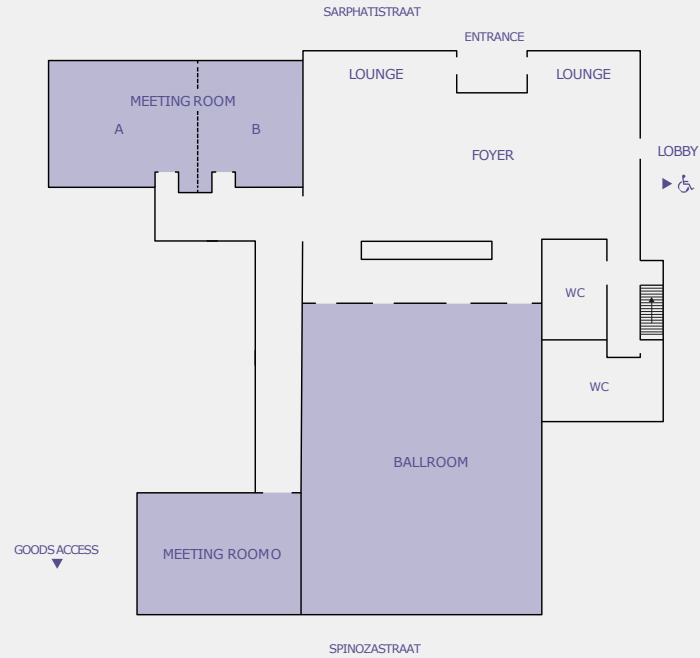 SARPHATISTRAAT
ENTRANCE
LOUNGE
LOUNGE
MEETING ROOM
A
B
FOYER
LOBBY
WC
WC
BALLROOM
GOODS ACCESS
MEETING ROOM O
SPINOZASTRAAT